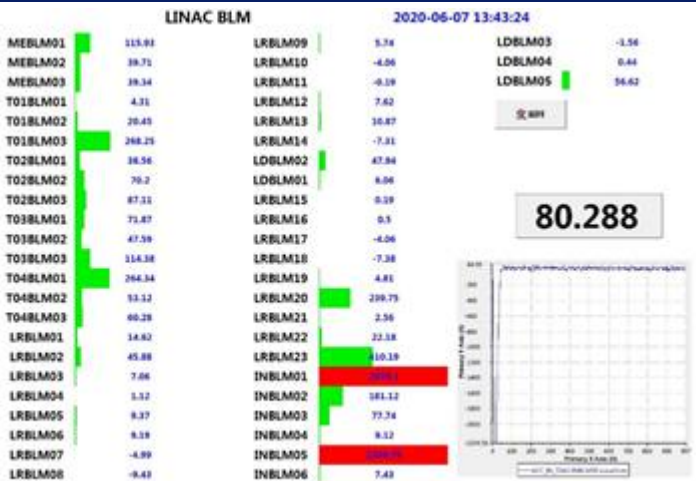 LINAC BLM
2020-06-07 13:43:24
MEBLM01 115.93
MEBLM02 39.71
MEBLM03 39.34
T01BLM01 4.31
T01BLM02 20.45
T01BLM03 268.25
T02BLM01 38.56
T02BLM02 70.2
T02BLM03 87.11
T03BLM01 71.87
T03BLM02 47.59
T03BLM03 114.38
T04BLM01 264.34
T04BLM02 53.12
T04BLM03 60.28
LRBLM01 14.62
LRBLM02 45.88
LRBLM03 7.06
LRBLM04 1.12
LRBLM05 9.37
LRBLM06 9.19
LRBLM07 -4.99
LRBLM08 -9.43
LRBLM09 5.74
LRBLM10 -4.06
LRBLM11 -0.19
LRBLM12 7.62
LRBLM13 10.87
LRBLM14 -7.31
LDBLM02 47.94
LDBLM01 6.06
LRBLM15 0.19
LRBLM16 0.5
LRBLM17 -4.06
LRBLM18 -7.38
LRBLM19 4.81
LRBLM20 239.75
LRBLM21 2.56
LRBLM22 22.18
LRBLM23 410.19
INBLM01
INBLM02 181.12
INBLM03 77.74
INBLM04 9.12
INBLM05
INBLM06 7.43
LDBLM03 -1.56
LDBLM04 0.44
LDBLM05 56.62
80.288